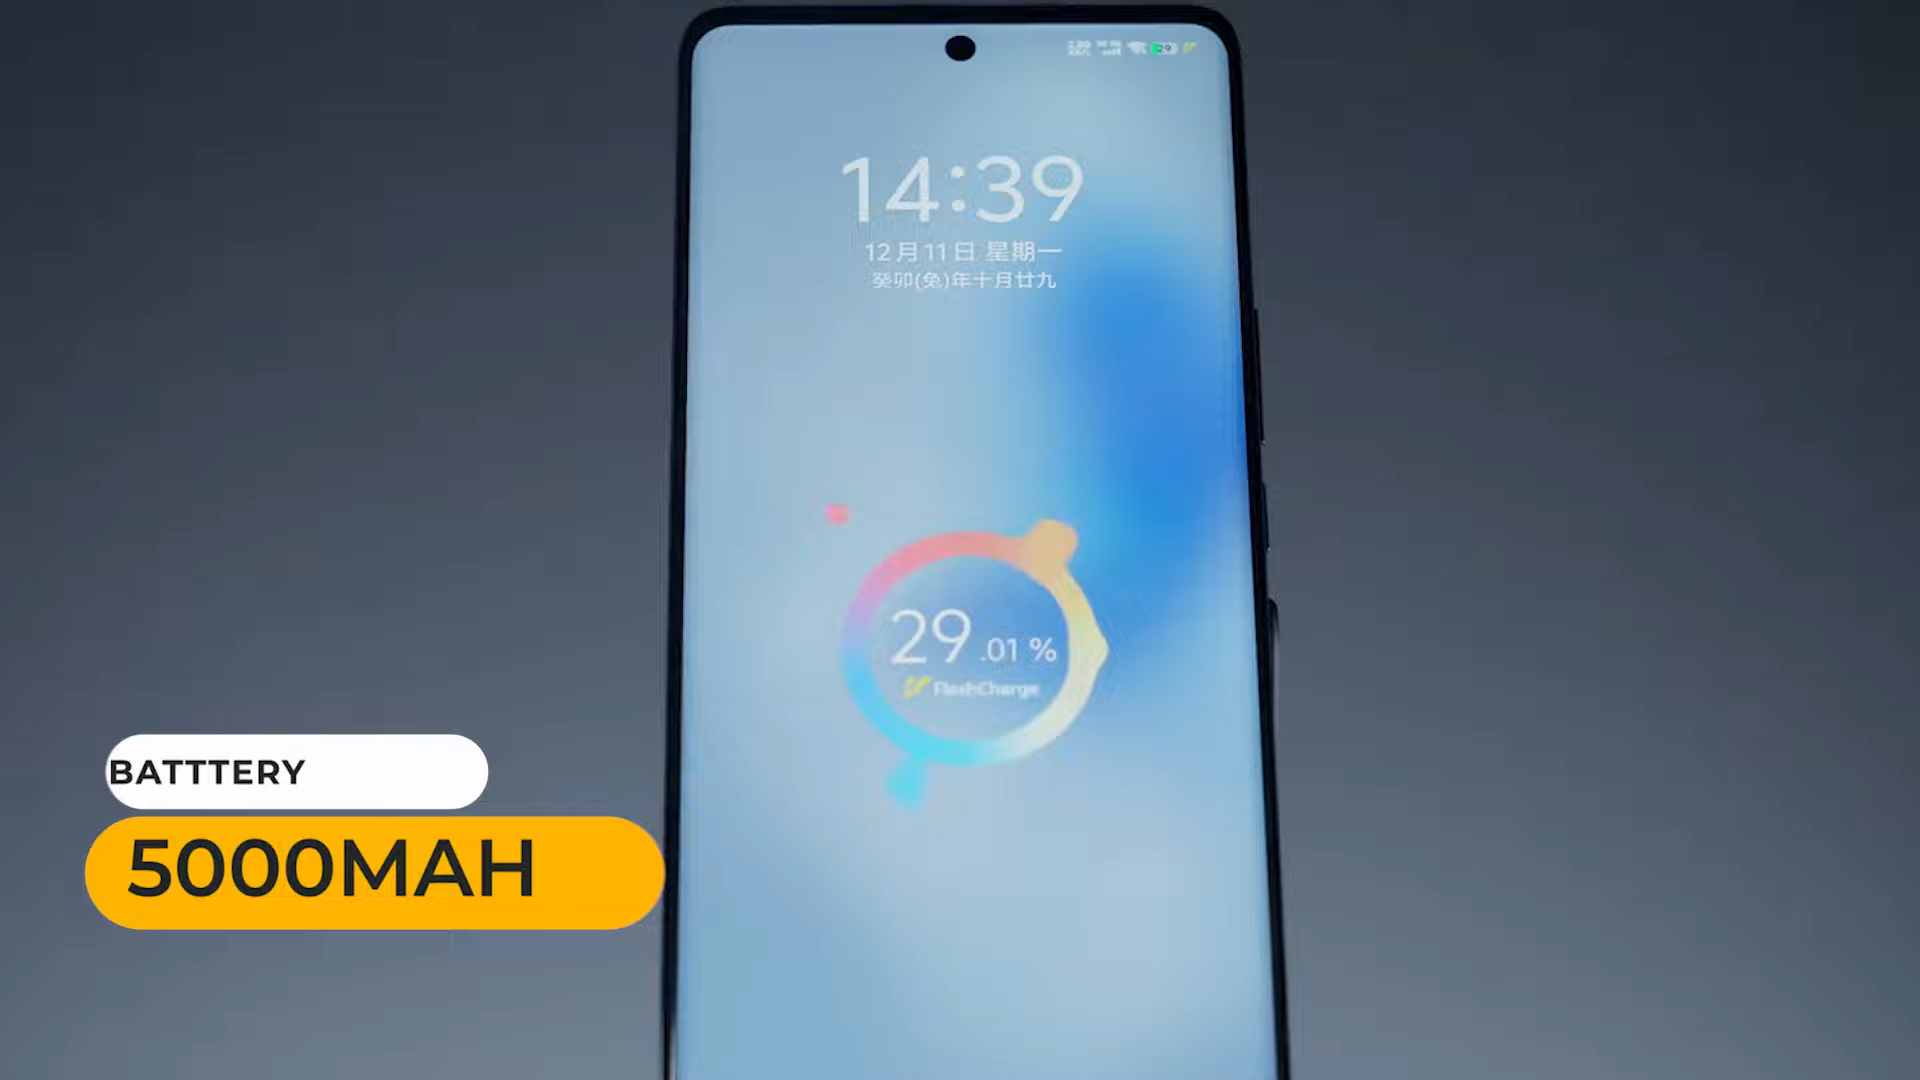 14:39
12月11日 星期一
癸卯(兔)年十月廿九
29.01 %
FlashCharge
BATTTERY
5000MAH